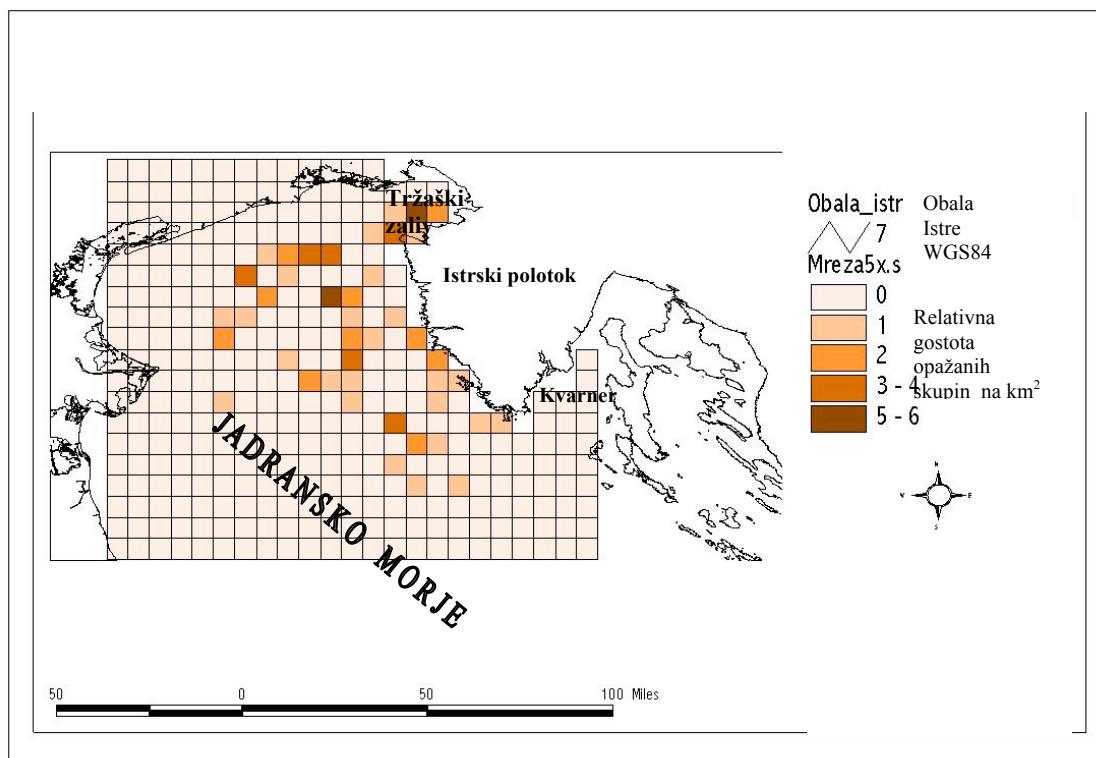 Tržaški
zaliv
Istrski polotok
Kvarner
JADRANSKO MORJE
50 0 50 100 Miles
Obala_istr
7
Mreza5x.s
0
1
2
3 - 4
5 - 6
Obala
Istre
WGS84
Relativna
gostota
opažanih
skupin na km²
N
W E
S